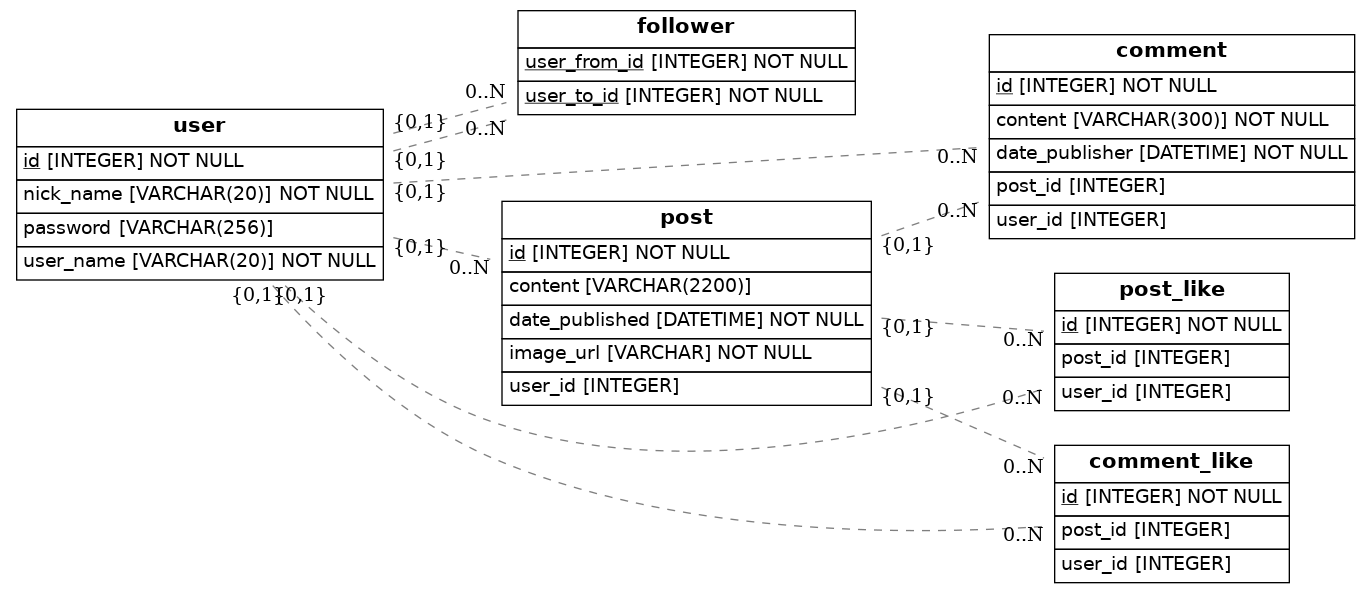 follower
user_from_id [INTEGER] NOT NULL
user_to_id [INTEGER] NOT NULL
comment
id [INTEGER] NOT NULL
content [VARCHAR(300)] NOT NULL
date_publisher [DATETIME] NOT NULL
post_id [INTEGER]
user_id [INTEGER]
user
id [INTEGER] NOT NULL
nick_name [VARCHAR(20)] NOT NULL
password [VARCHAR(256)]
user_name [VARCHAR(20)] NOT NULL
post
id [INTEGER] NOT NULL
content [VARCHAR(2200)]
date_published [DATETIME] NOT NULL
image_url [VARCHAR] NOT NULL
user_id [INTEGER]
post_like
id [INTEGER] NOT NULL
post_id [INTEGER]
user_id [INTEGER]
comment_like
id [INTEGER] NOT NULL
post_id [INTEGER]
user_id [INTEGER]
0..N
{0,1}
0..N
{0,1}
0..N
{0,1}
0..N
{0,1}
0..N
{0,1}
{0,1}
0..N
{0,1}
0..N
{0,1}
0..N
{0,1}
0..N